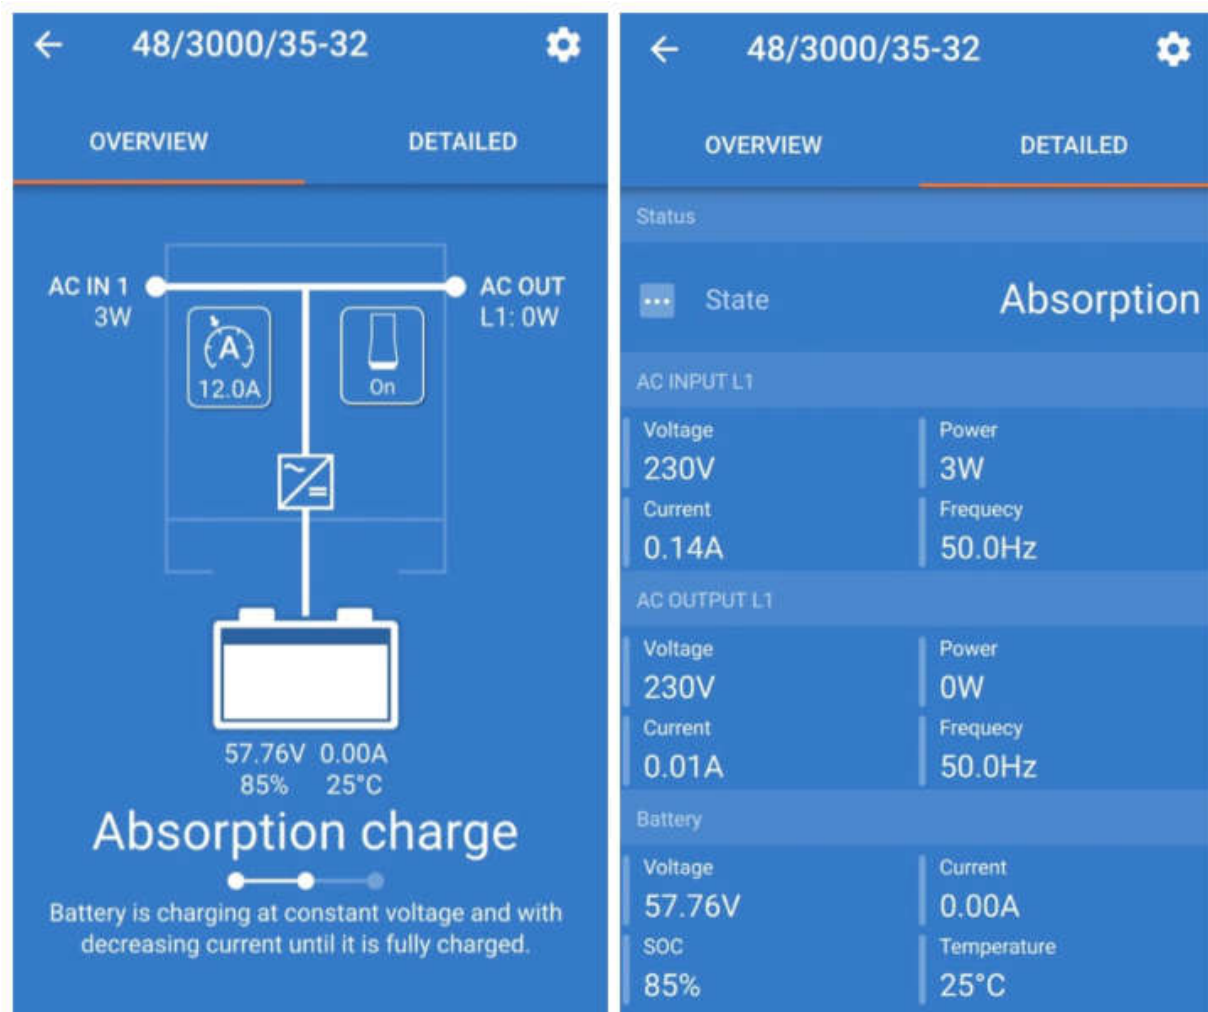 48/3000/35-32
OVERVIEW DETAILED
AC IN 1
3W
AC OUT
L1: 0W
A
12.0A
On
57.76V 0.00A
85% 25°C
Absorption charge
Battery is charging at constant voltage and with
decreasing current until it is fully charged.
48/3000/35-32
OVERVIEW DETAILED
Status
State Absorption
AC INPUT L1
Voltage Power
230V 3W
Current Frequecy
0.14A 50.0Hz
AC OUTPUT L1
Voltage Power
230V 0W
Current Frequecy
0.01A 50.0Hz
Battery
Voltage Current
57.76V 0.00A
SOC Temperature
85% 25°C